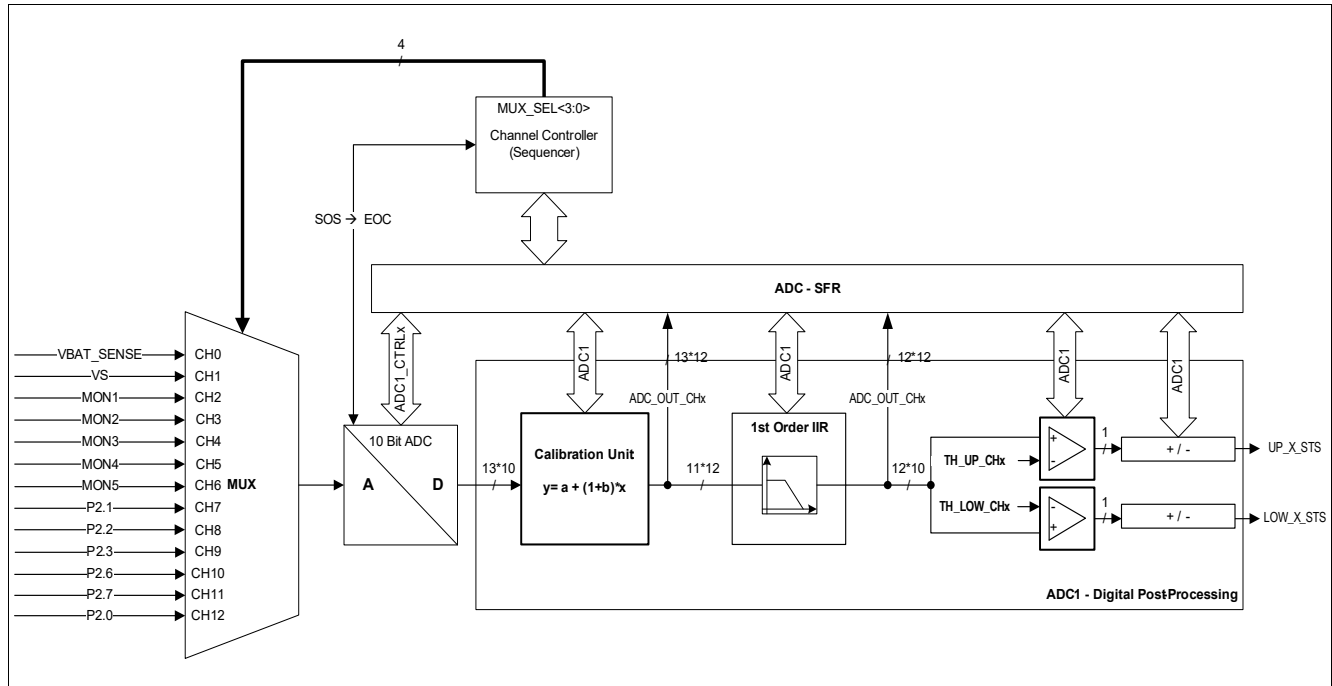 4
MUX_SEL<3:0>
Channel Controller
(Sequencer)
SOS → EOC
ADC - SFR
VBAT_SENSE CH0
VS CH1
MON1 CH2
MON2 CH3
MON3 CH4
MON4 CH5
MON5 CH6 MUX
P2.1 CH7
P2.2 CH8
P2.3 CH9
P2.6 CH10
P2.7 CH11
P2.0 CH12
ADC1_CTRLx
10 Bit ADC
A D
13*10
ADC1
Calibration Unit
y= a + (1+b)*x
13*12
ADC_OUT_CHx
11*12
ADC1
1st Order IIR
12*12
ADC_OUT_CHx
12*10
ADC1
ADC1
TH_UP_CHx
+
-
1
+ / -
UP_X_STS
TH_LOW_CHx
-
+
1
+ / -
LOW_X_STS
ADC1 - Digital Post-Processing